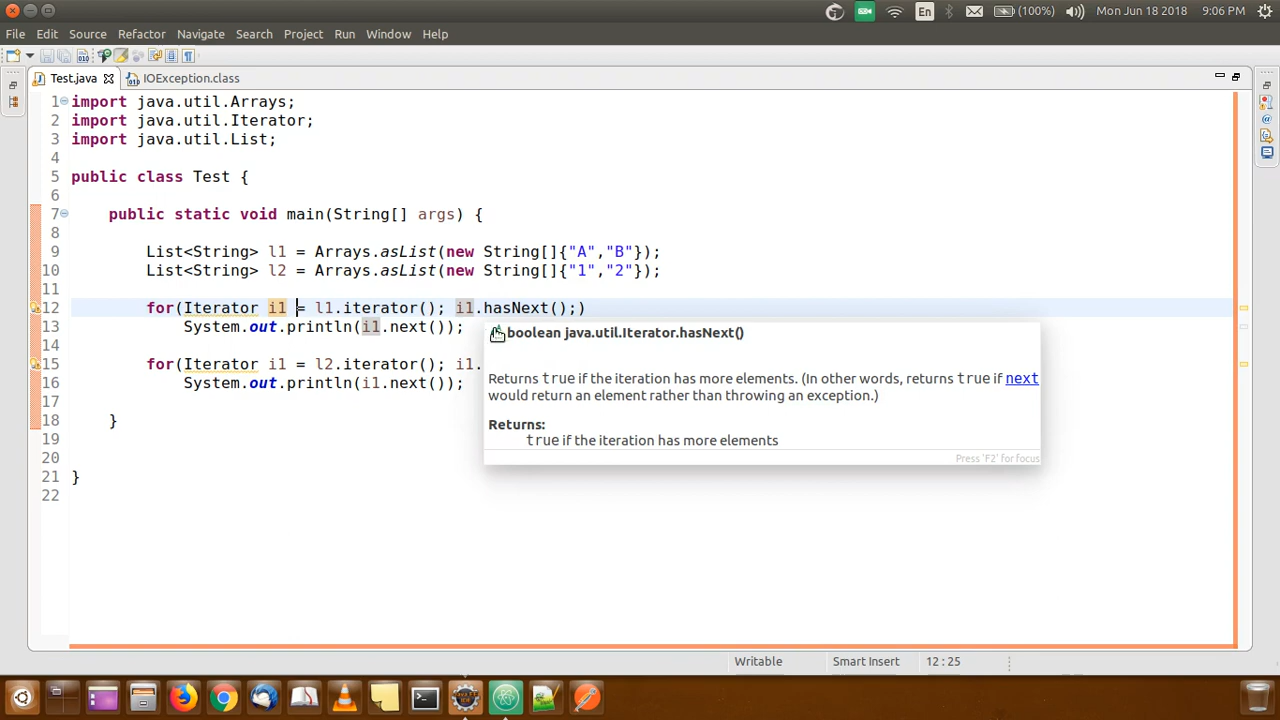 En (100%) Mon Jun 18 2018 9:06 PM
File Edit Source Refactor Navigate Search Project Run Window Help
Test.java IOException.class
1 import java.util.Arrays;
2 import java.util.Iterator;
3 import java.util.List;
4
5 public class Test {
6
7 public static void main(String[] args) {
8
9 List<String> l1 = Arrays.asList(new String[]{"A","B"});
10 List<String> l2 = Arrays.asList(new String[]{"1","2"});
11
12 for(Iterator i1 = l1.iterator(); i1.hasNext();)
13 System.out.println(i1.next());
14
15 for(Iterator i1 = l2.iterator(); i1.
16 System.out.println(i1.next());
17
18 }
19
20
21 }
22
boolean java.util.Iterator.hasNext()
Returns true if the iteration has more elements. (In other words, returns true if next
would return an element rather than throwing an exception.)
Returns:
true if the iteration has more elements
Press 'F2' for focus
Writable Smart Insert 12 : 25